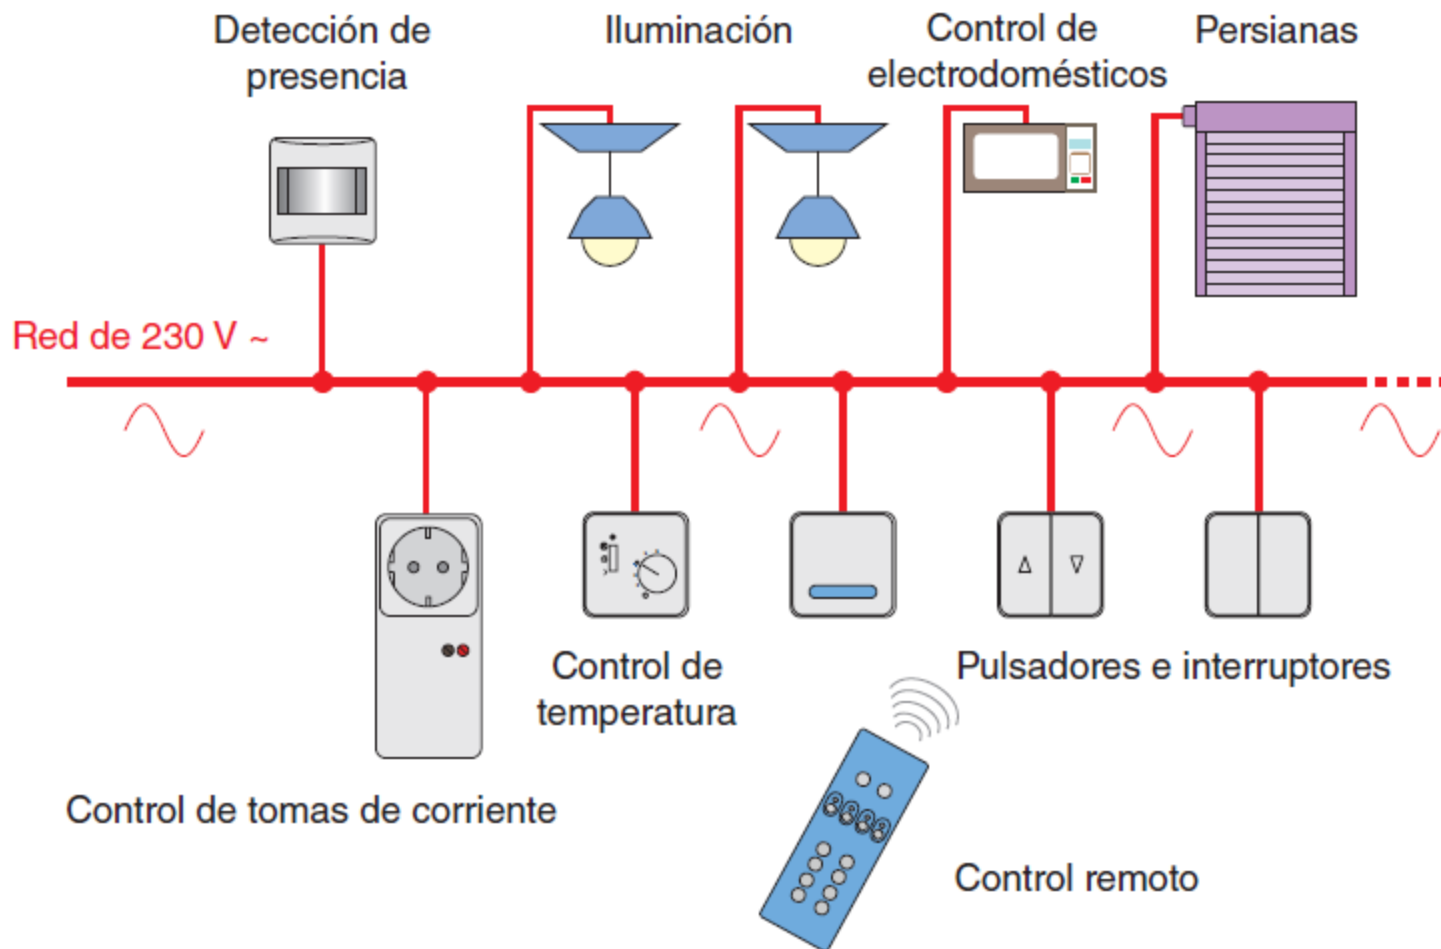 Detección de
presencia
Iluminación
Control de
electrodomésticos
Persianas
Red de 230 V ~
Control de
temperatura
Pulsadores e interruptores
Control de tomas de corriente
Control remoto